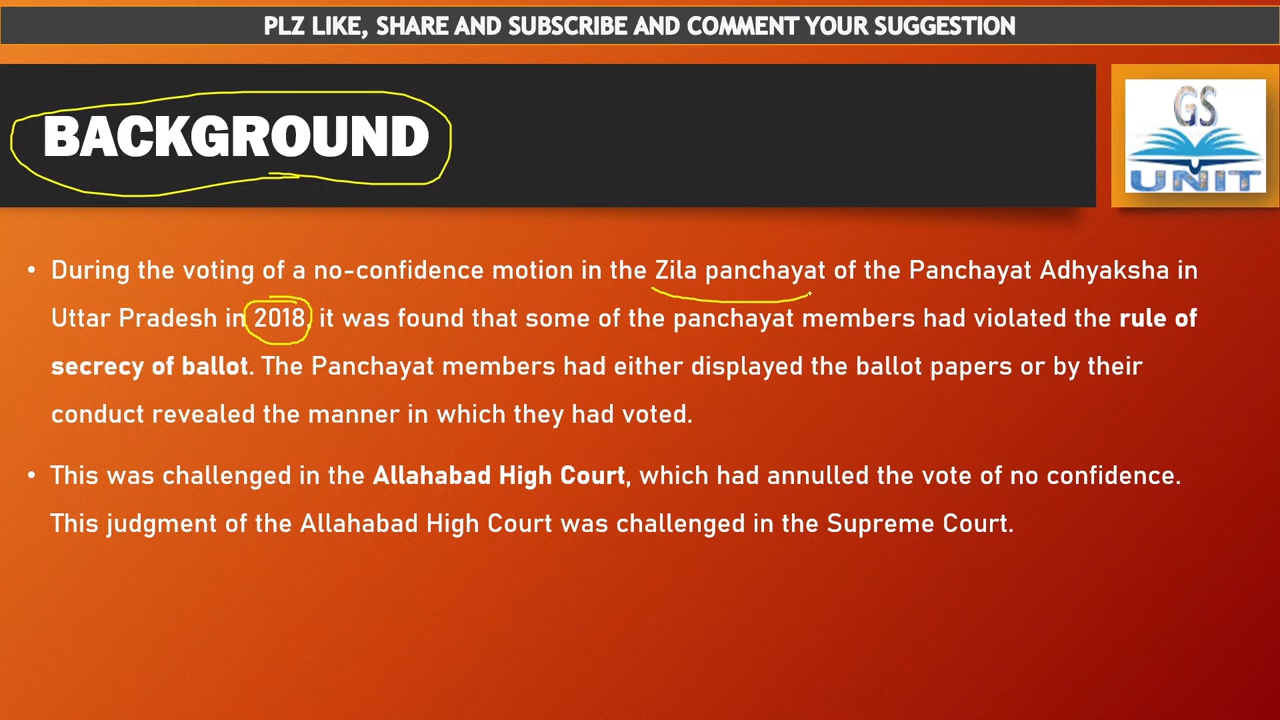 PLZ LIKE, SHARE AND SUBSCRIBE AND COMMENT YOUR SUGGESTION
BACKGROUND
GS
UNIT
• During the voting of a no-confidence motion in the Zila panchayat of the Panchayat Adhyaksha in
Uttar Pradesh in 2018, it was found that some of the panchayat members had violated the rule of
secrecy of ballot. The Panchayat members had either displayed the ballot papers or by their
conduct revealed the manner in which they had voted.
• This was challenged in the Allahabad High Court, which had annulled the vote of no confidence.
This judgment of the Allahabad High Court was challenged in the Supreme Court.